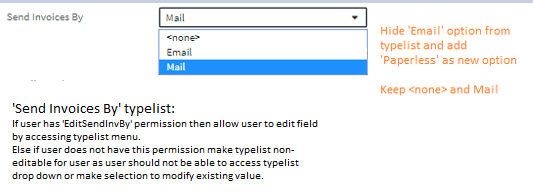 Send Invoices By
Mail
<none>
Email
Mail
Hide 'Email' option from
typelist and add
'Paperless' as new option
Keep <none> and Mail
'Send Invoices By' typelist:
If user has 'EditSendInvBy' permission then allow user to edit field
by accessing typelist menu.
Else if user does not have this permission make typelist non-
editable for user as user should not be able to access typelist
drop down or make selection to modify existing value.